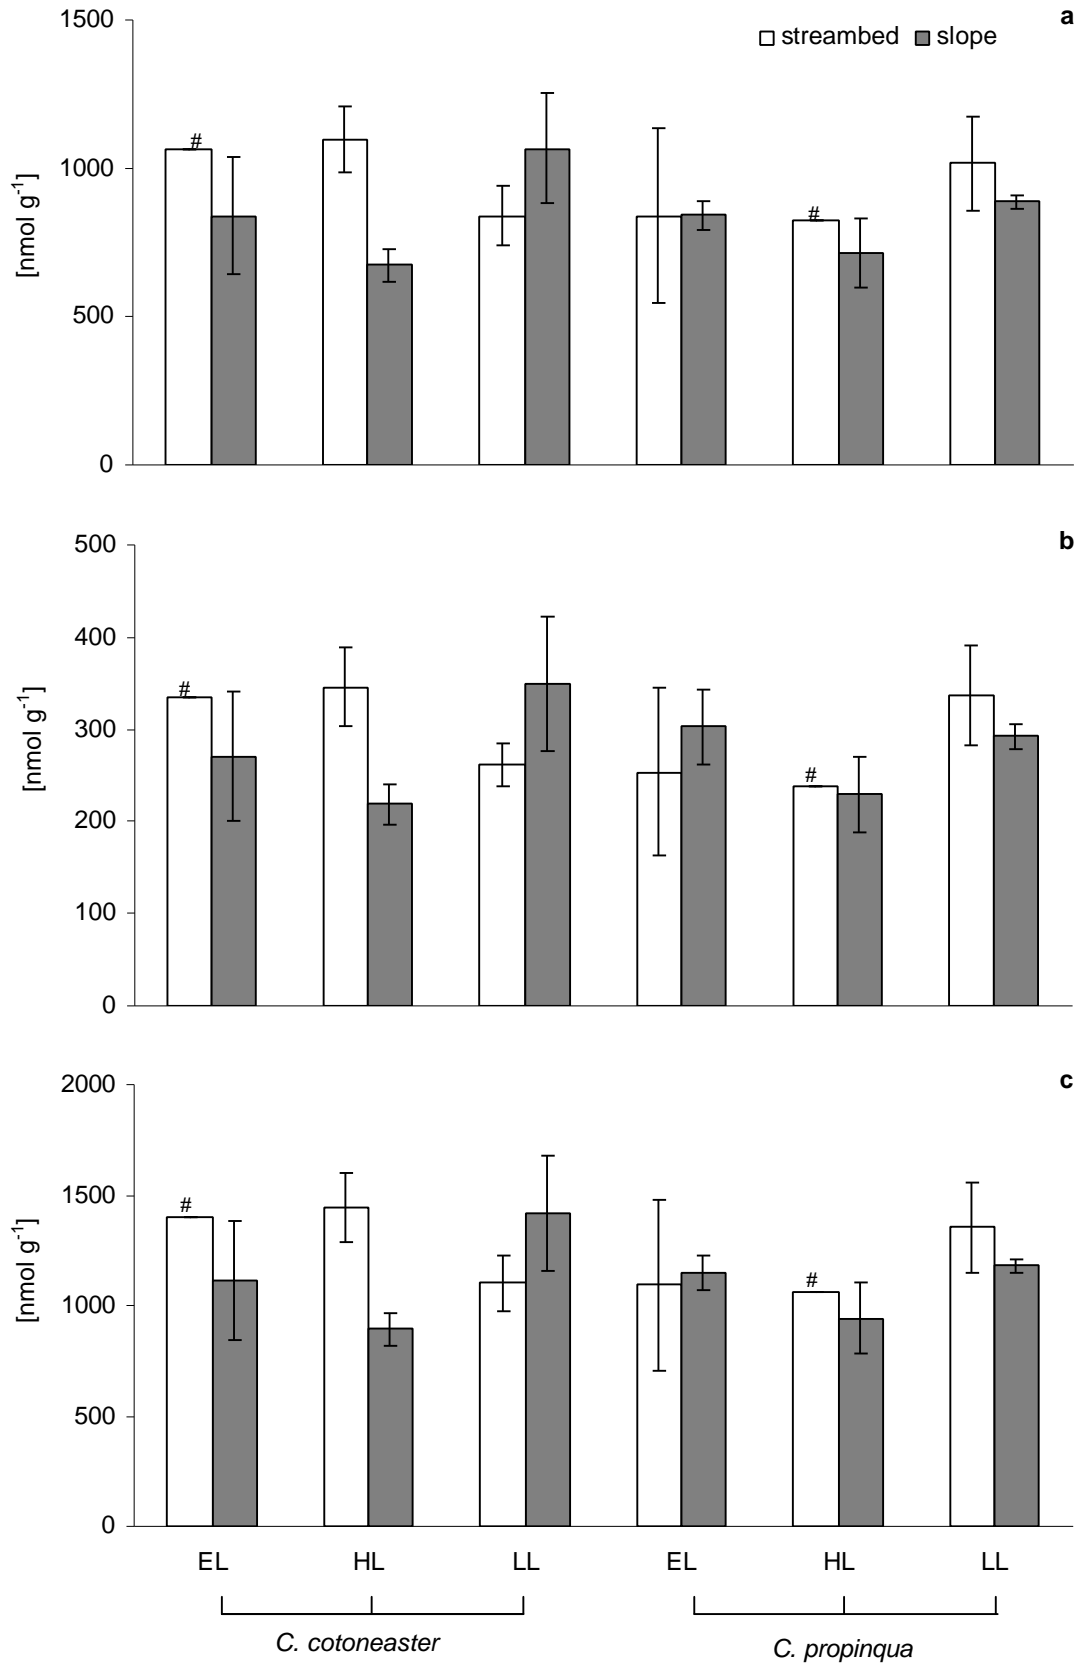 1500
a
streambed slope
#
1000
#
[nmol g-1]
500
0
500
b
400
#
300
[nmol g-1]
#
200
100
0
2000
c
1500
#
[nmol g-1]
#
1000
500
0
EL HL LL EL HL LL
C. cotoneaster C. propinqua